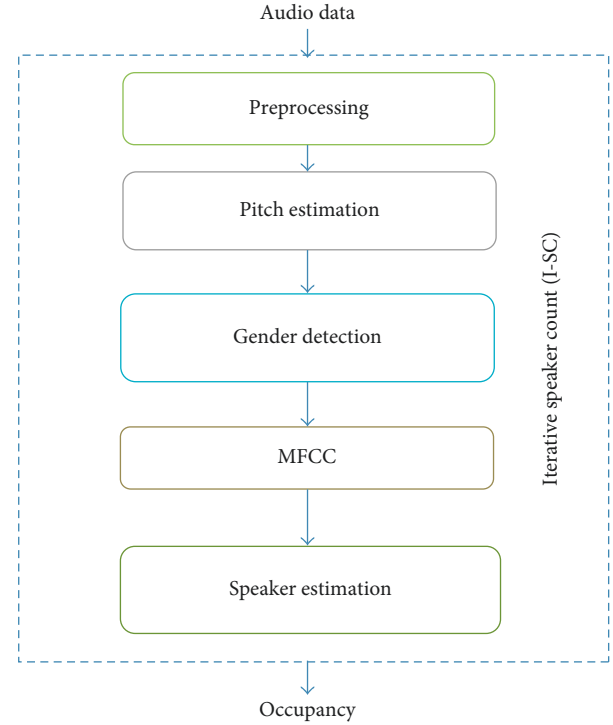 Audio data
Preprocessing
Pitch estimation
Gender detection
MFCC
Speaker estimation
Iterative speaker count (I-SC)
Occupancy